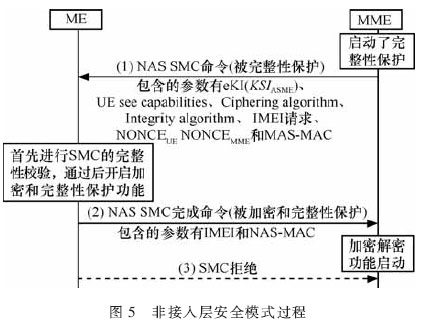 ME
MME
启动了完
整性保护
(1) NAS SMC命令(被完整性保护)
包含的参数有eKI(KSIASME)、
UE see capabilities、Ciphering algorithm、
Integrity algorithm、IMEI请求、
NONCEUE NONCEMME和MAS-MAC
首先进行SMC的完整
性校验，通过后开启加
密和完整性保护功能
(2) NAS SMC完成命令(被加密和完整性保护)
包含的参数有IMEI和NAS-MAC
加密解密
功能启动
(3) SMC拒绝
图 5 非接入层安全模式过程